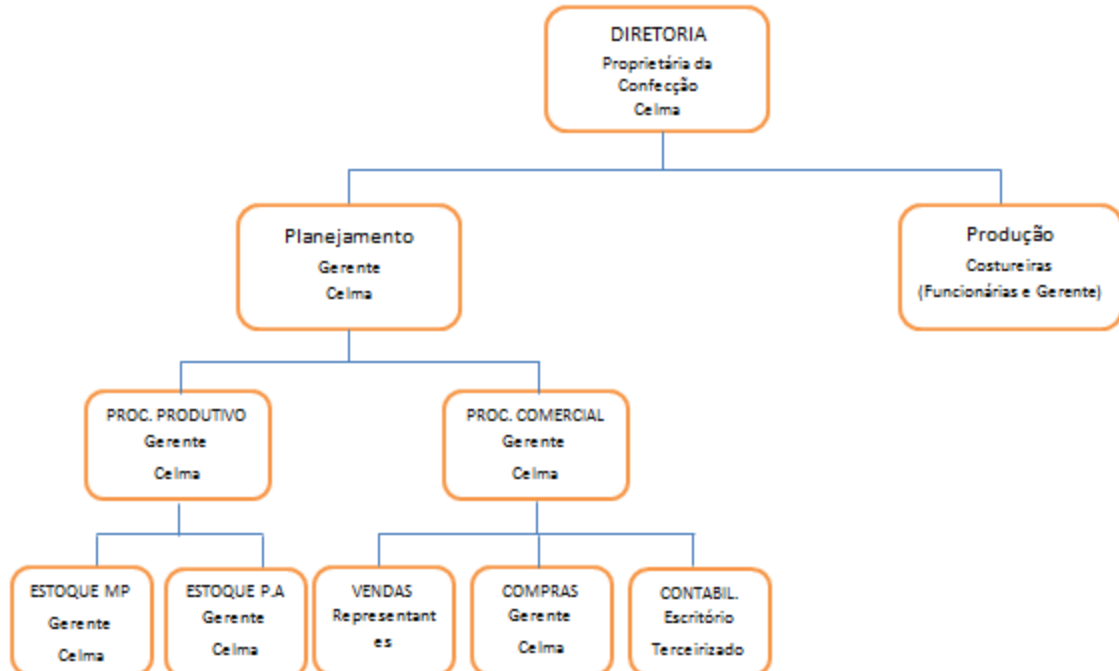 DIRETORIA
Proprietária da
Confecção
Celma
Planejamento
Gerente
Celma
Produção
Costureiras
(Funcionárias e Gerente)
PROC. PRODUTIVO
Gerente
Celma
PROC. COMERCIAL
Gerente
Celma
ESTOQUE MP
Gerente
Celma
ESTOQUE P.A
Gerente
Celma
VENDAS
Representant
es
COMPRAS
Gerente
Celma
CONTABIL.
Escritório
Terceirizado